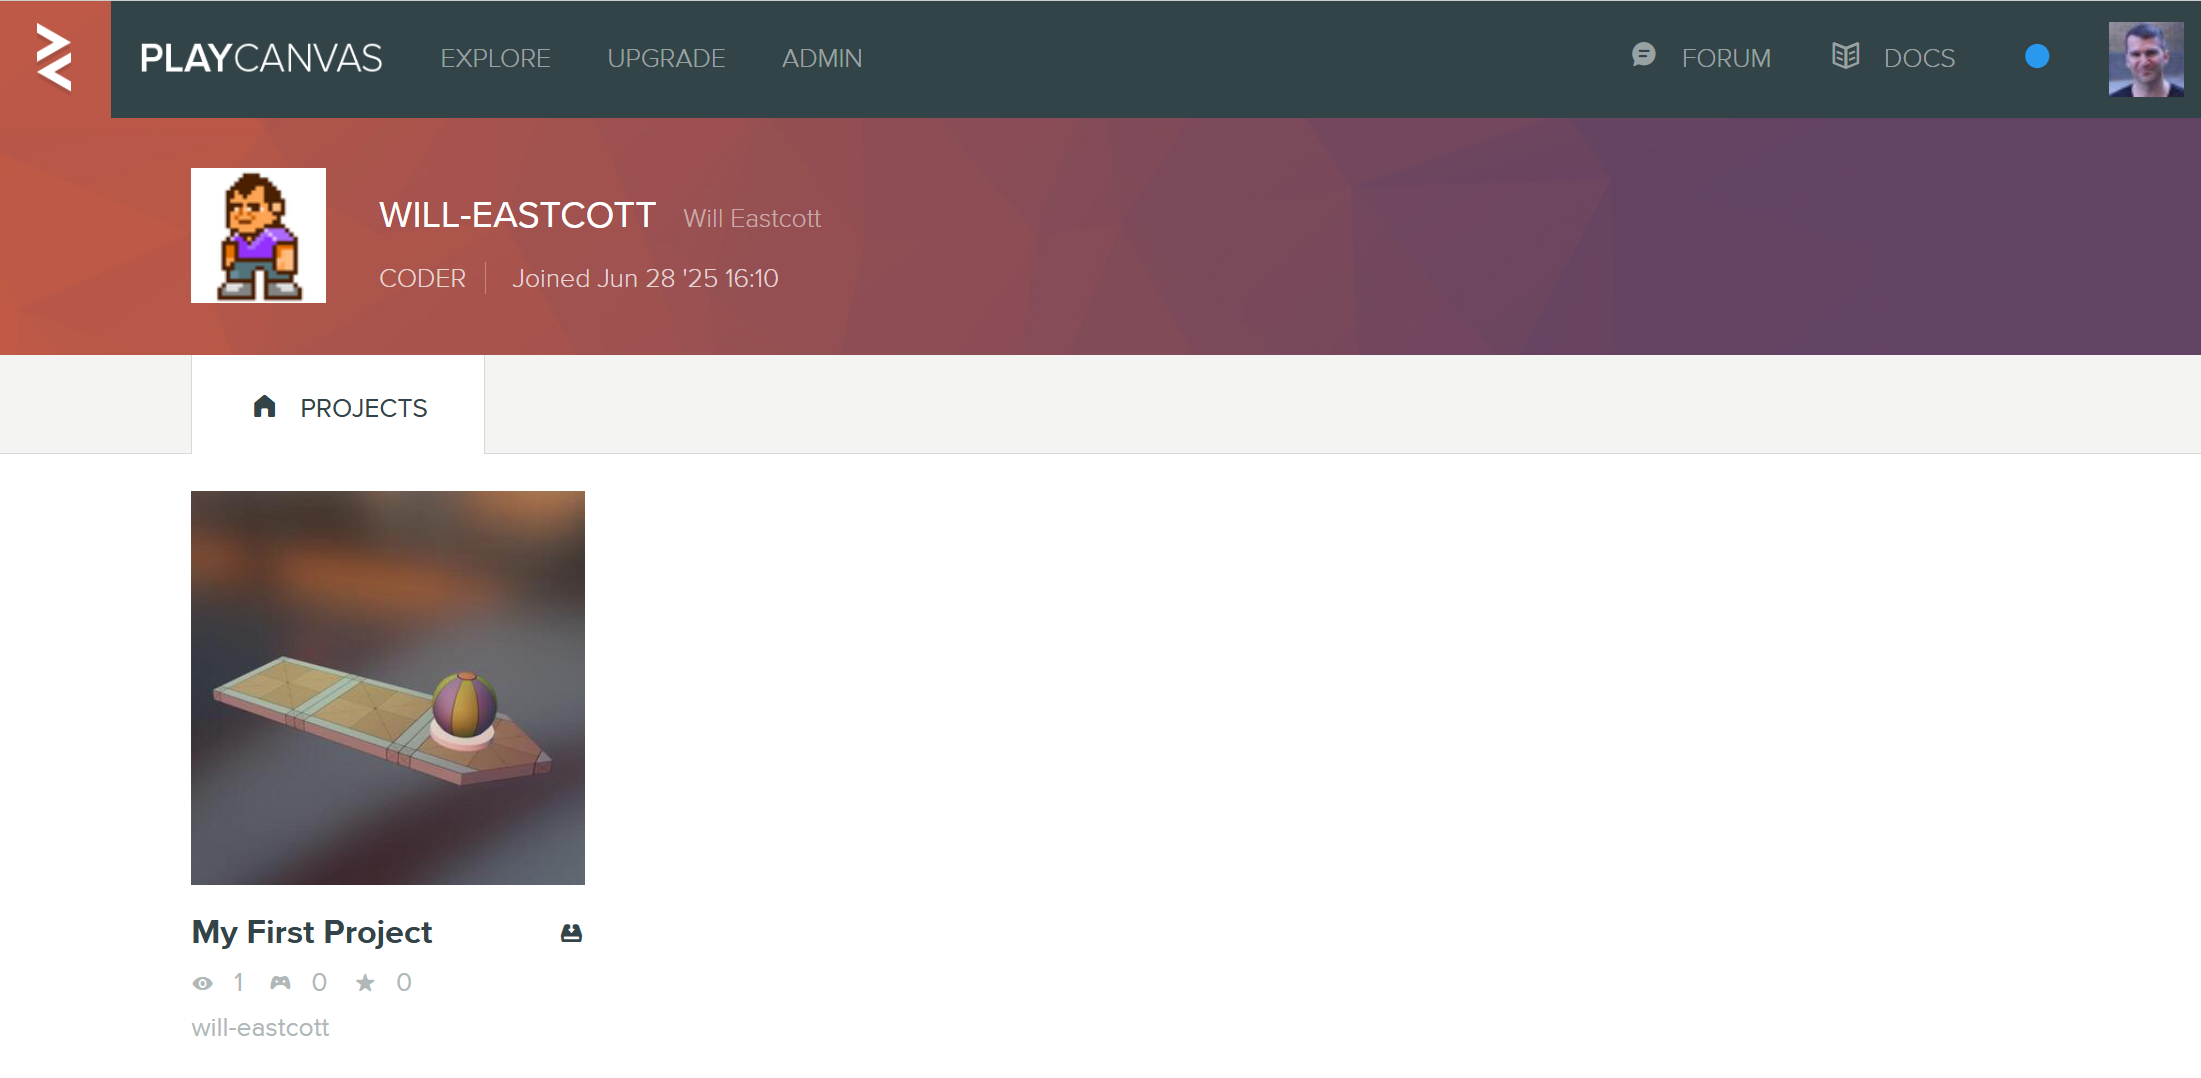 PLAYCANVAS EXPLORE UPGRADE ADMIN FORUM DOCS
WILL-EASTCOTT Will Eastcott
CODER Joined Jun 28 '25 16:10
PROJECTS
My First Project
1 0 0
will-eastcott